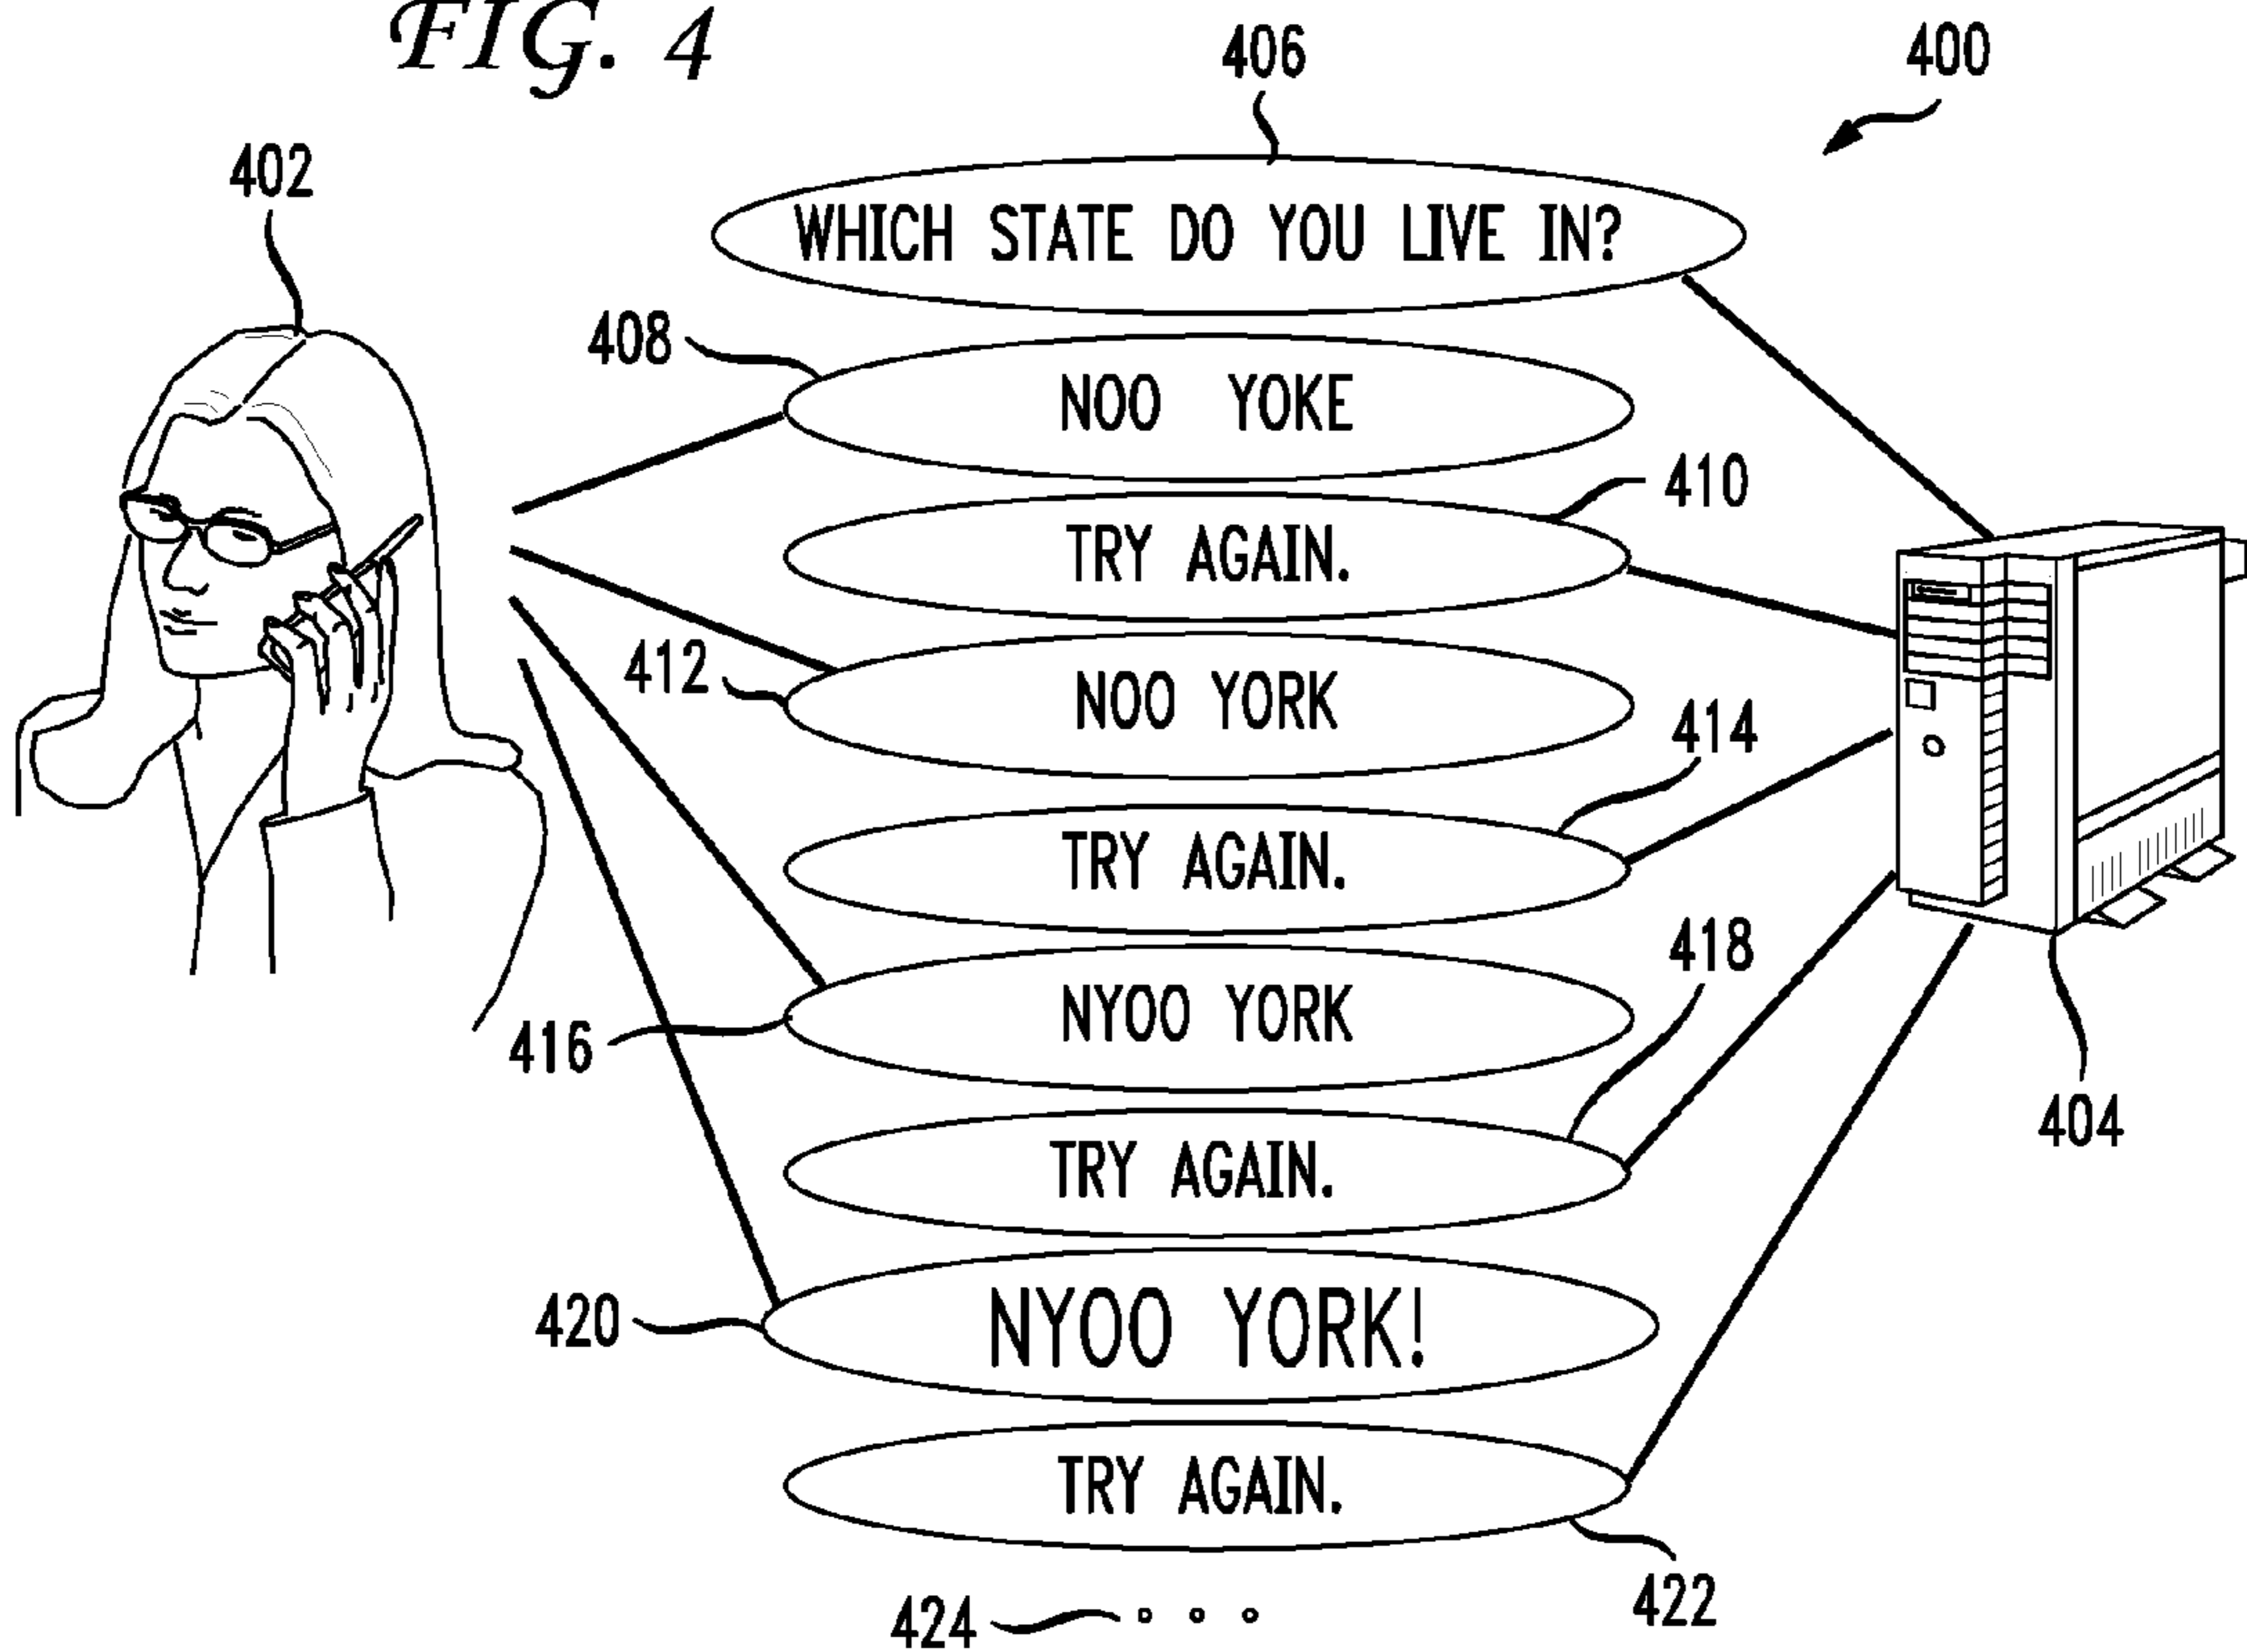 FIG. 4
406
400
402
WHICH STATE DO YOU LIVE IN?
408
NOO YOKE
410
TRY AGAIN.
412
NOO YORK
414
TRY AGAIN.
418
NYOO YORK
416
404
TRY AGAIN.
420
NYOO YORK!
TRY AGAIN.
422
424